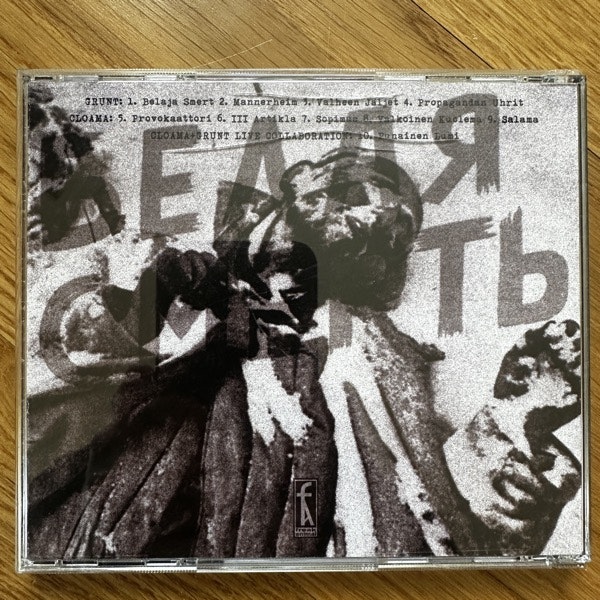 GRUNT: 1. Belaja Smert 2. Mannerheim 3. Valheen Jäljet 4. Propagandan Uhrit
CLOAMA: 5. Provokaattori 6. III Artikla 7. Sopimus 8. Valkoinen Kuolema 9. Salama
CLOAMA+GRUNT LIVE COLLABORATION: 10. Punainen Lumi
БЕЛАЯ
СМЕРТЬ